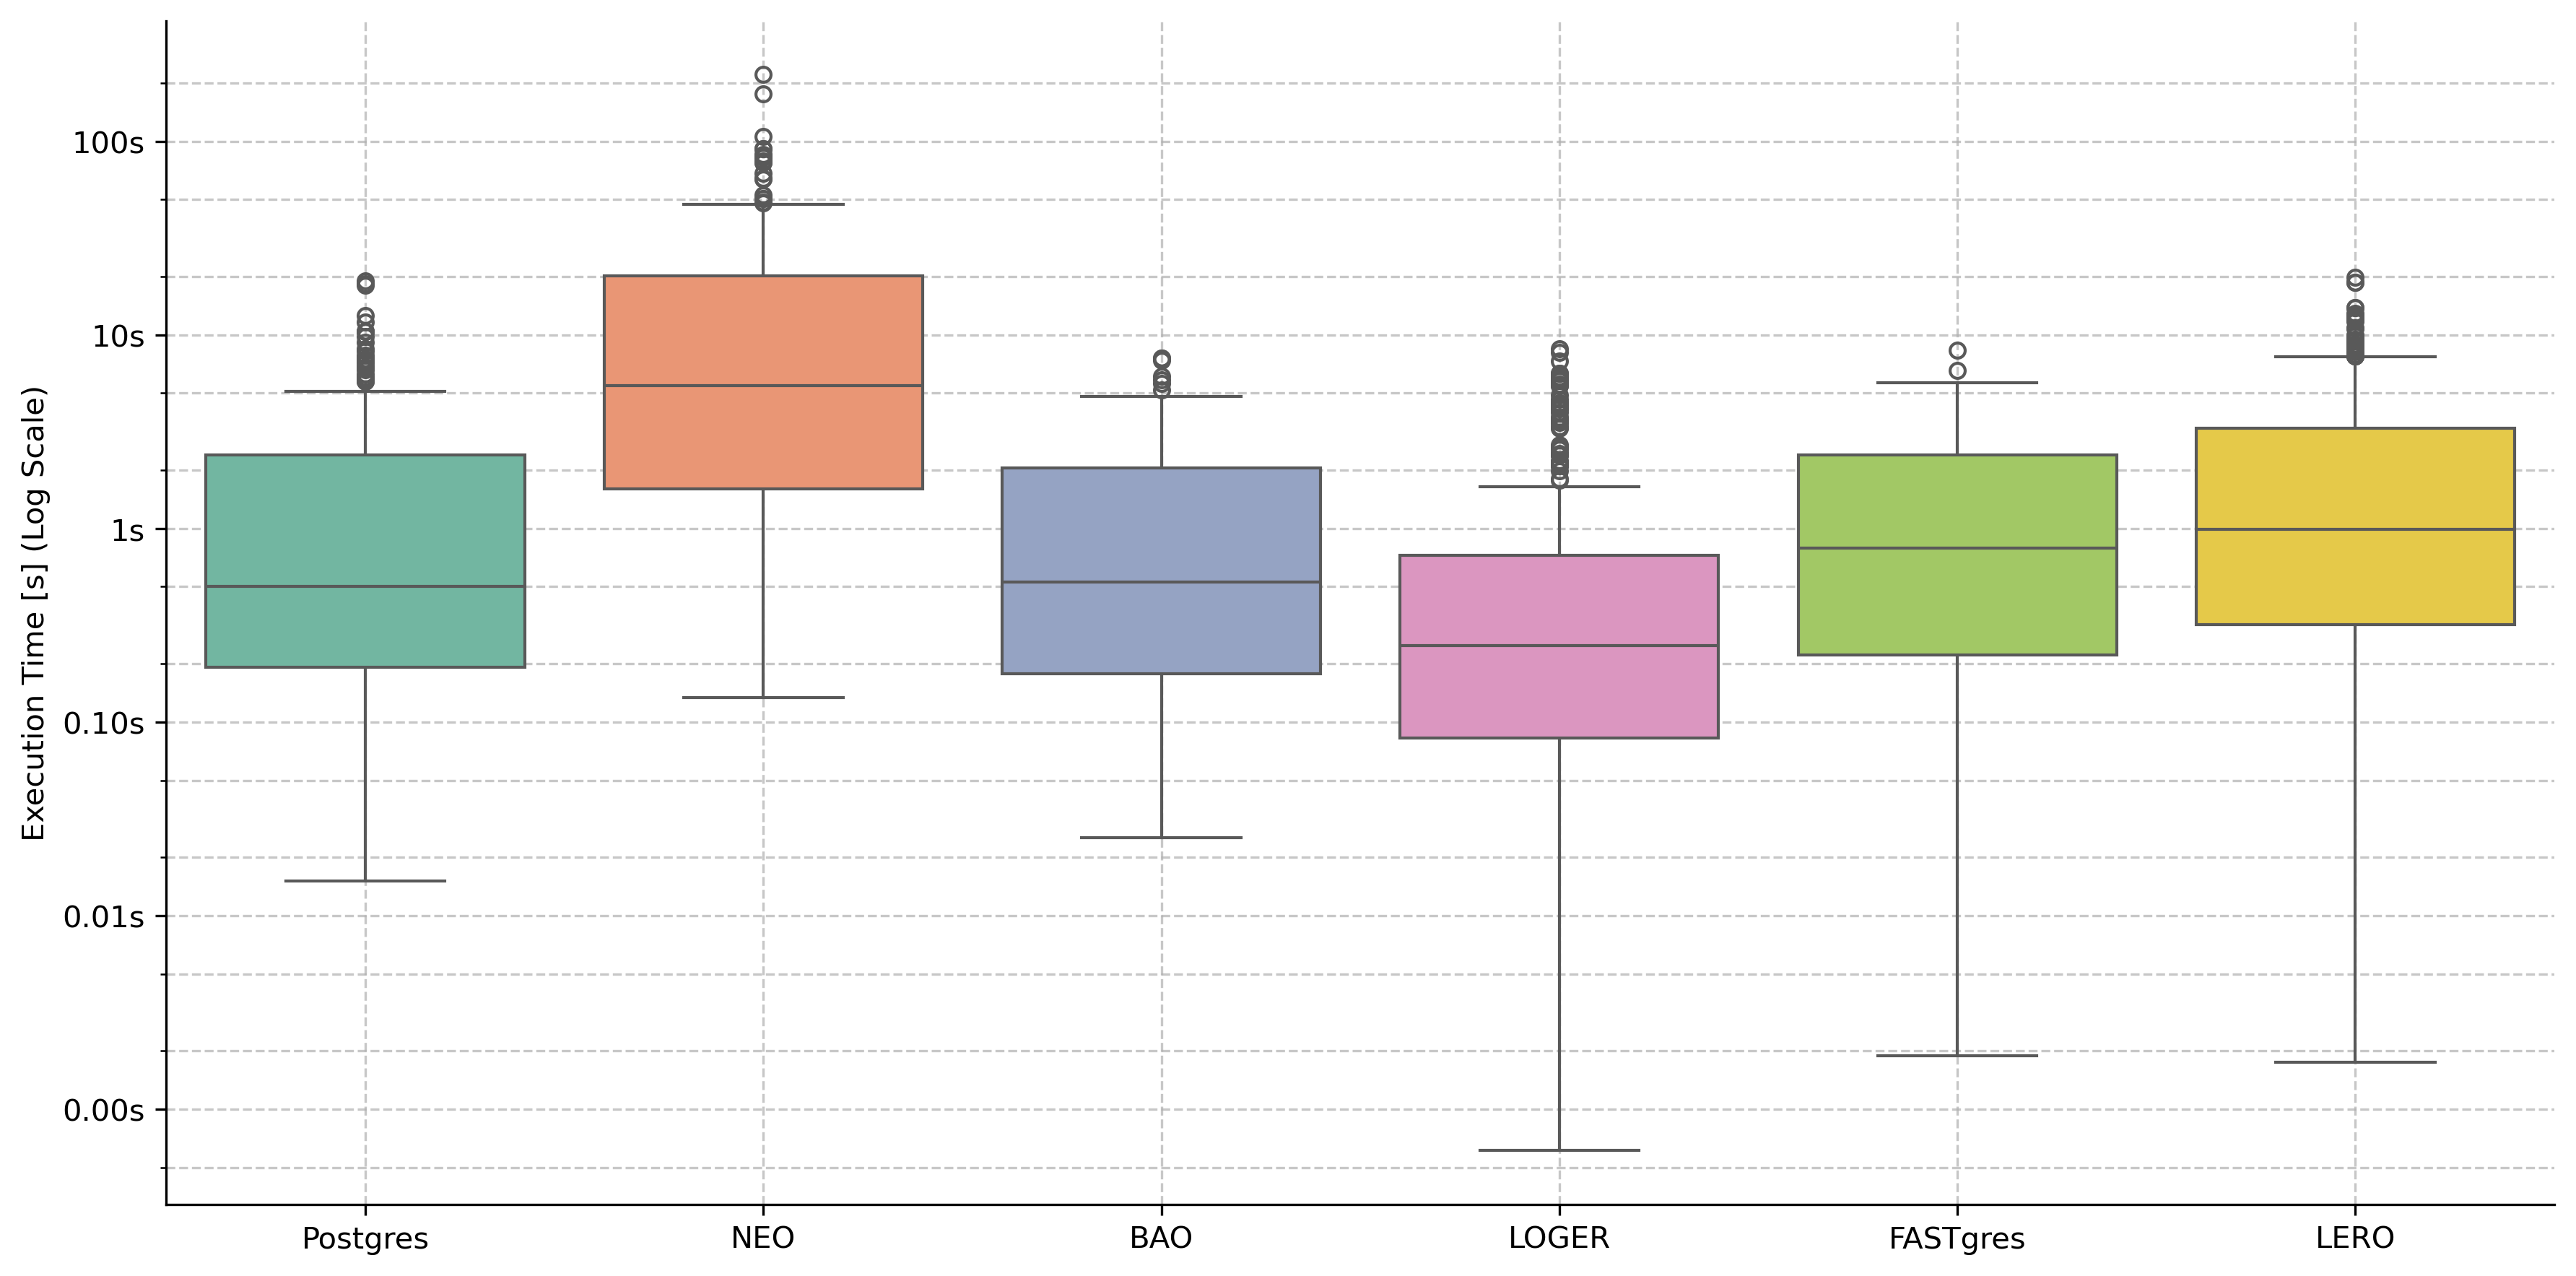 Execution Time [s] (Log Scale)
100s
10s
1s
0.10s
0.01s
0.00s
Postgres NEO BAO LOGER FASTgres LERO